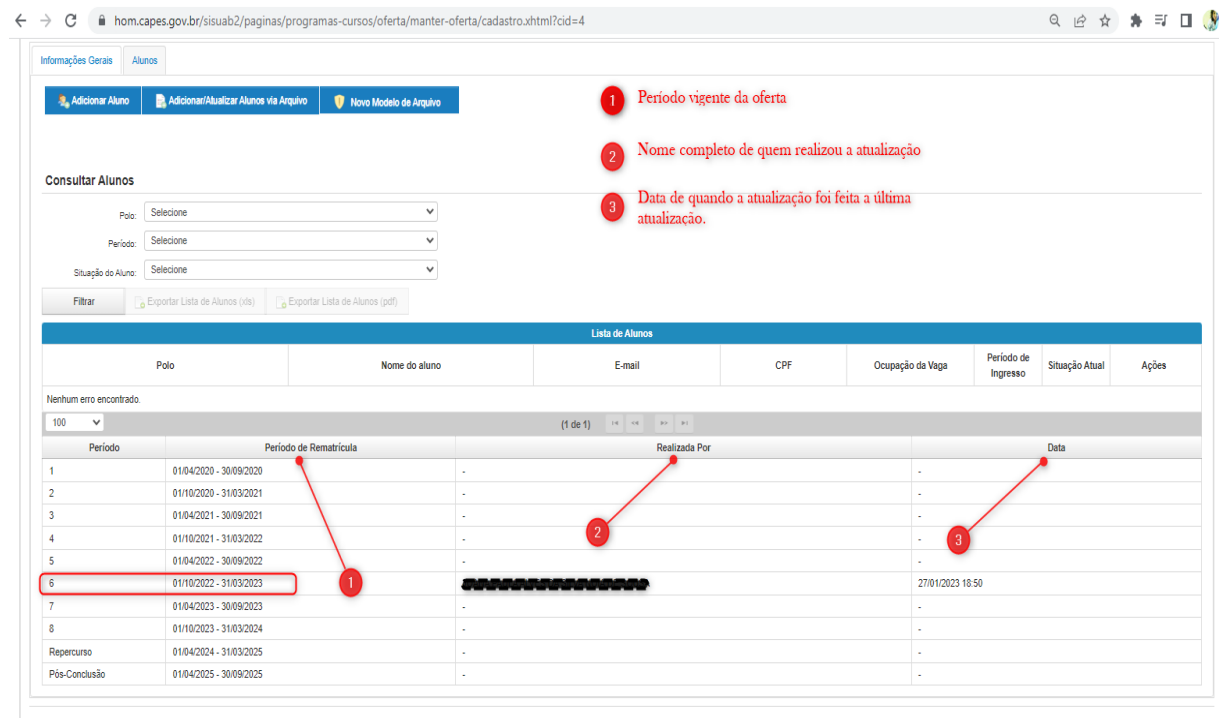 hom.capes.gov.br/sisuab2/paginas/programas-cursos/oferta/manter-oferta/cadastro.xhtml?cid=4
Informações Gerais Alunos
Adicionar Aluno Adicionar/Atualizar Alunos via Arquivo Novo Modelo de Arquivo
1 Período vigente da oferta
2 Nome completo de quem realizou a atualização
3 Data de quando a atualização foi feita a última
atualização.
Consultar Alunos
Polo: Selecione
Período: Selecione
Situação do Aluno: Selecione
Filtrar Exportar Lista de Alunos (xls) Exportar Lista de Alunos (pdf)
Lista de Alunos
Polo Nome do aluno E-mail CPF Ocupação da Vaga Período de Ingresso Situação Atual Ações
Nenhum erro encontrado.
100 (1 de 1)
Período Período de Rematrícula Realizada Por Data
1 01/04/2020 - 30/09/2020 - -
2 01/10/2020 - 31/03/2021 - -
3 01/04/2021 - 30/09/2021 - -
4 01/10/2021 - 31/03/2022 - -
5 01/04/2022 - 30/09/2022 - -
6 01/10/2022 - 31/03/2023 27/01/2023 18:50
7 01/04/2023 - 30/09/2023 - -
8 01/10/2023 - 31/03/2024 - -
Repercurso 01/04/2024 - 31/03/2025 - -
Pós-Conclusão 01/04/2025 - 30/09/2025 - -
1
2
3